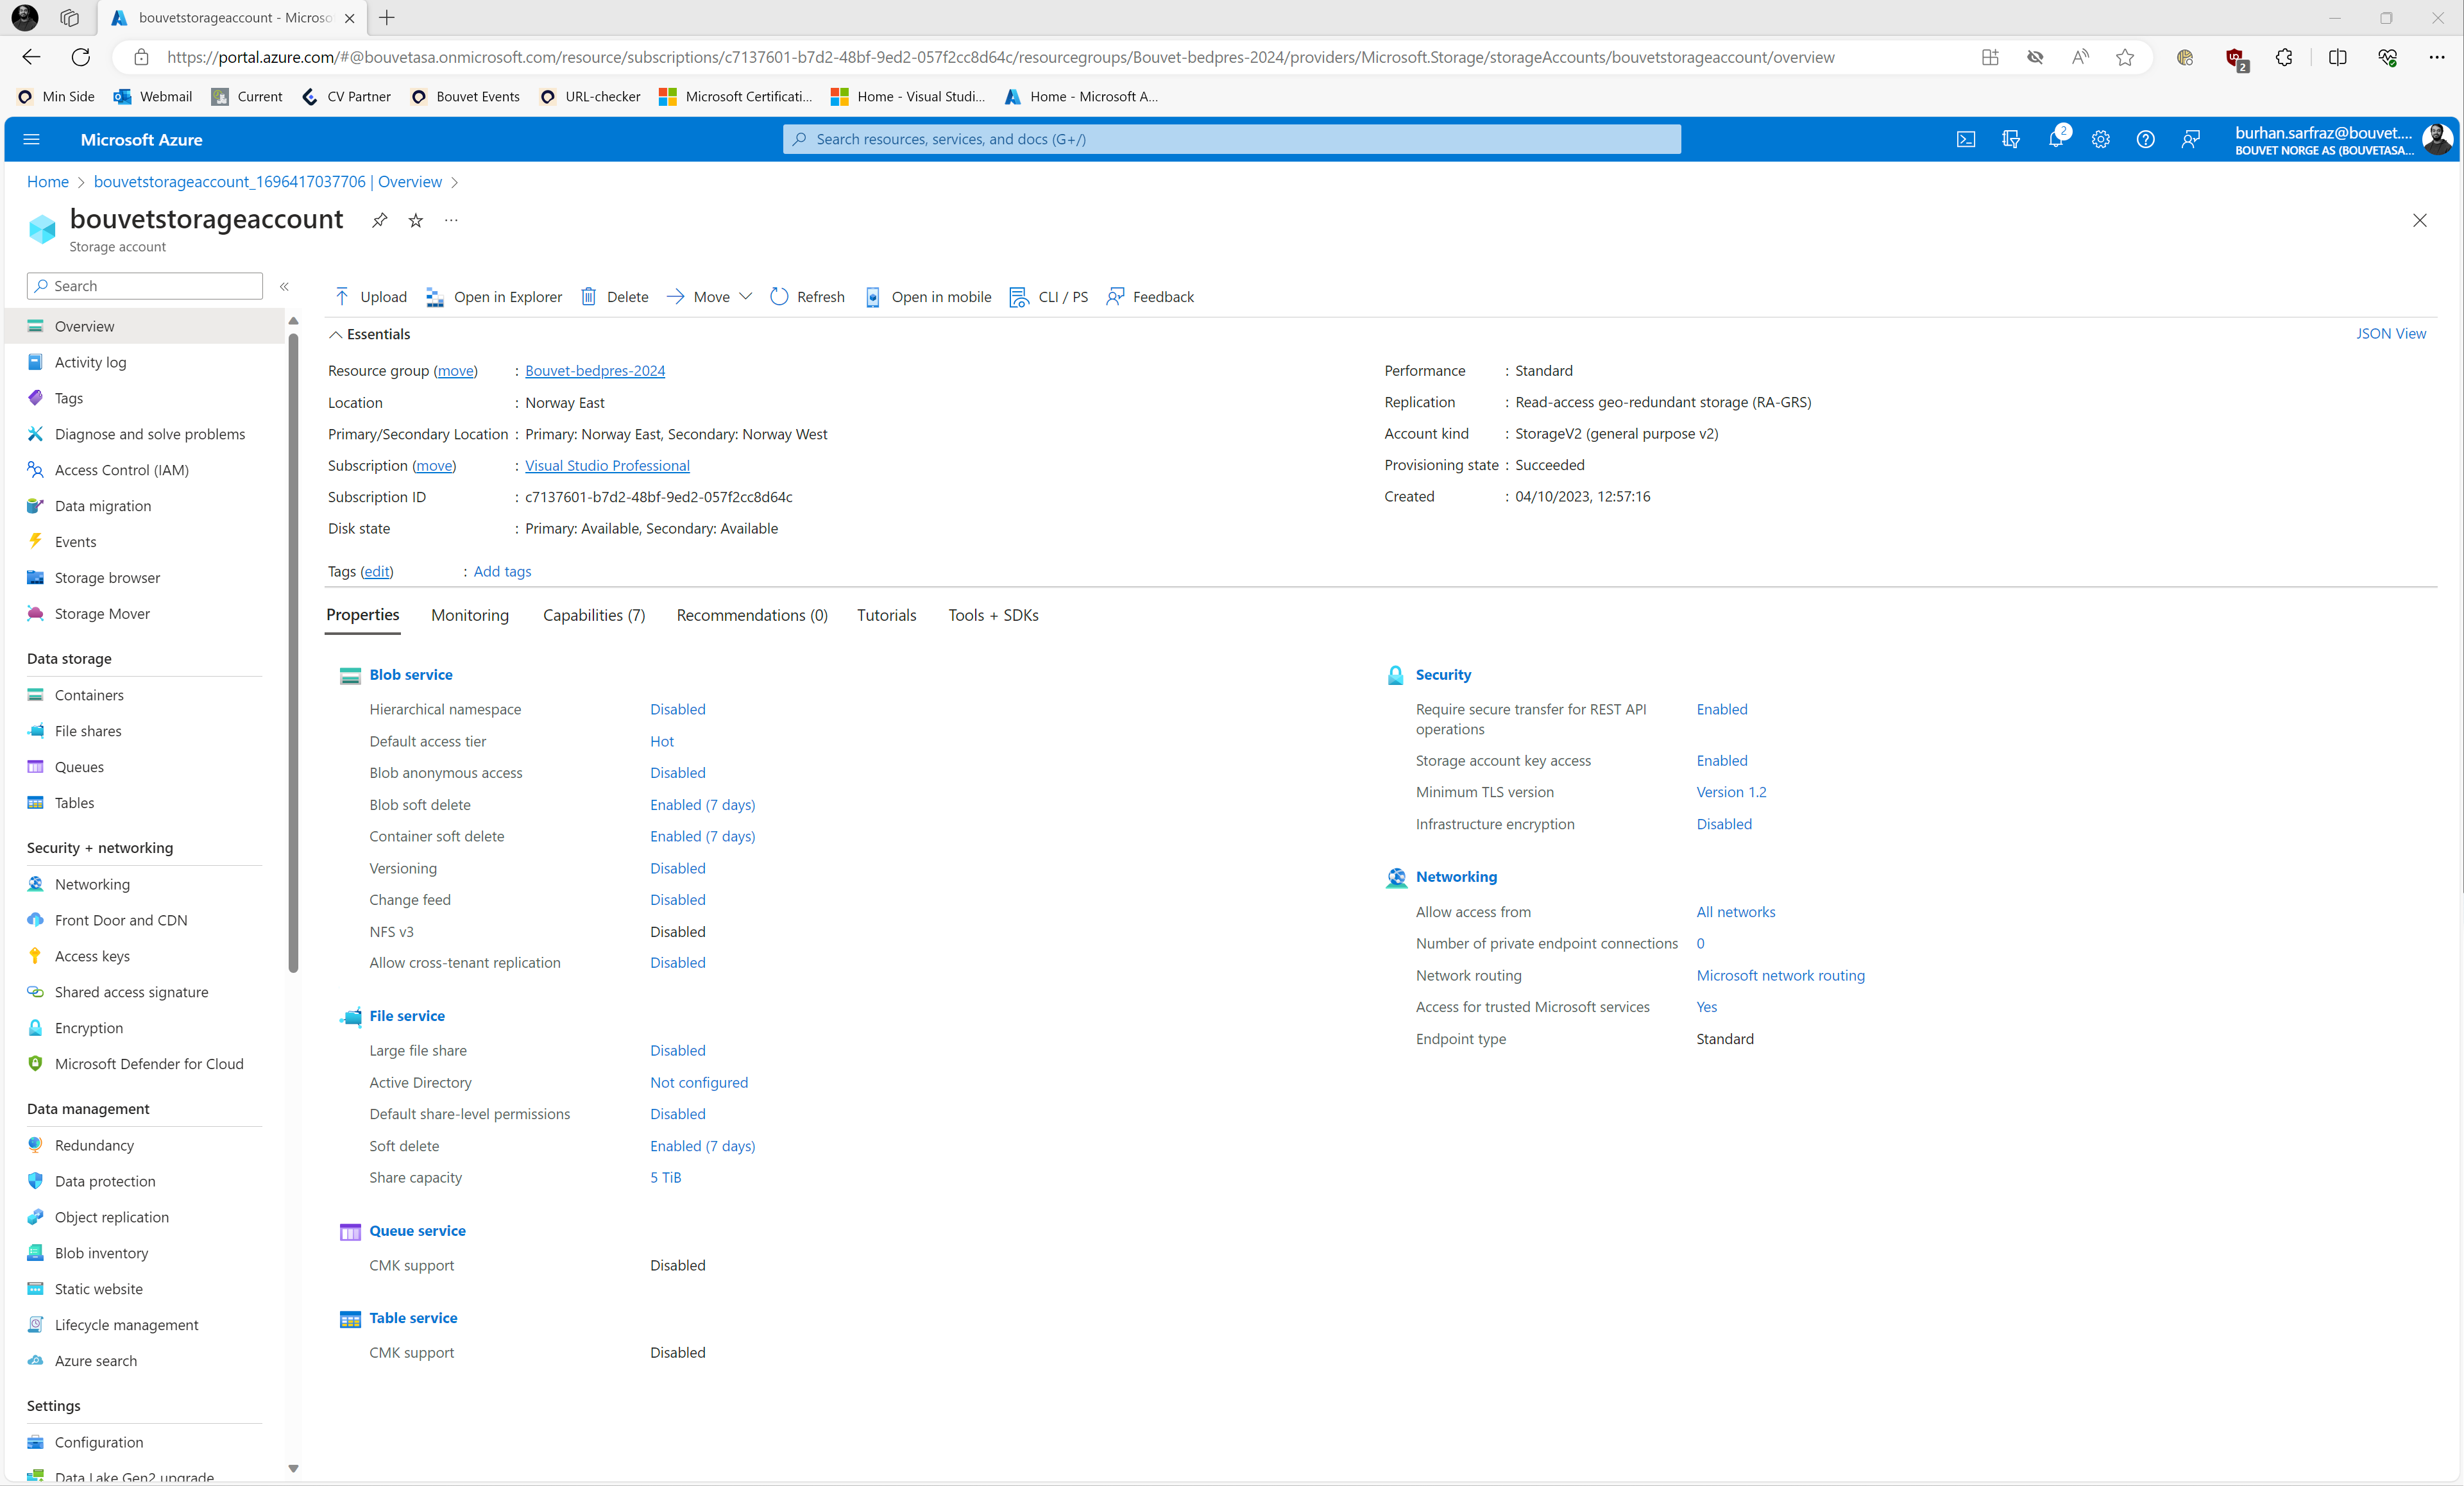 bouvetstorageaccount - Microso
https://portal.azure.com/#@bouvetasa.onmicrosoft.com/resource/subscriptions/c7137601-b7d2-48bf-9ed2-057f2cc8d64c/resourcegroups/Bouvet-bedpres-2024/providers/Microsoft.Storage/storageAccounts/bouvetstorageaccount/overview
2
Min Side Webmail Current CV Partner Bouvet Events URL-checker Microsoft Certificati... Home - Visual Studi... Home - Microsoft A...
Microsoft Azure
Search resources, services, and docs (G+/)
2
burhan.sarfraz@bouvet....
BOUVET NORGE AS (BOUVETASA...
Home > bouvetstorageaccount_1696417037706 | Overview >
bouvetstorageaccount
Storage account
Search
Overview
Activity log
Tags
Diagnose and solve problems
Access Control (IAM)
Data migration
Events
Storage browser
Storage Mover
Data storage
Containers
File shares
Queues
Tables
Security + networking
Networking
Front Door and CDN
Access keys
Shared access signature
Encryption
Microsoft Defender for Cloud
Data management
Redundancy
Data protection
Object replication
Blob inventory
Static website
Lifecycle management
Azure search
Settings
Configuration
Data Lake Gen2 upgrade
Upload Open in Explorer Delete Move Refresh Open in mobile CLI / PS Feedback
Essentials
JSON View
Resource group (move) : Bouvet-bedpres-2024
Location : Norway East
Primary/Secondary Location : Primary: Norway East, Secondary: Norway West
Subscription (move) : Visual Studio Professional
Subscription ID : c7137601-b7d2-48bf-9ed2-057f2cc8d64c
Disk state : Primary: Available, Secondary: Available
Tags (edit) : Add tags
Performance : Standard
Replication : Read-access geo-redundant storage (RA-GRS)
Account kind : StorageV2 (general purpose v2)
Provisioning state : Succeeded
Created : 04/10/2023, 12:57:16
Properties Monitoring Capabilities (7) Recommendations (0) Tutorials Tools + SDKs
Blob service
Hierarchical namespace Disabled
Default access tier Hot
Blob anonymous access Disabled
Blob soft delete Enabled (7 days)
Container soft delete Enabled (7 days)
Versioning Disabled
Change feed Disabled
NFS v3 Disabled
Allow cross-tenant replication Disabled
File service
Large file share Disabled
Active Directory Not configured
Default share-level permissions Disabled
Soft delete Enabled (7 days)
Share capacity 5 TiB
Queue service
CMK support Disabled
Table service
CMK support Disabled
Security
Require secure transfer for REST API Enabled
operations
Storage account key access Enabled
Minimum TLS version Version 1.2
Infrastructure encryption Disabled
Networking
Allow access from All networks
Number of private endpoint connections 0
Network routing Microsoft network routing
Access for trusted Microsoft services Yes
Endpoint type Standard